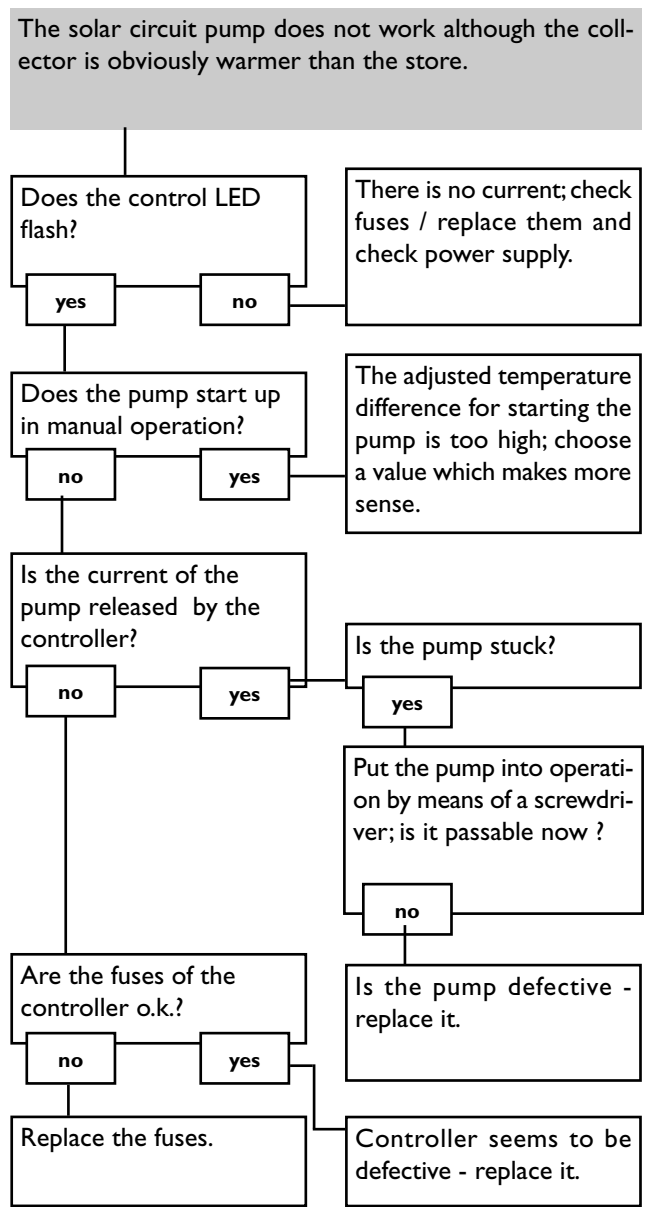 The solar circuit pump does not work although the coll-
ector is obviously warmer than the store.
Does the control LED
flash?
yes
no
There is no current; check
fuses / replace them and
check power supply.
Does the pump start up
in manual operation?
no
yes
The adjusted temperature
difference for starting the
pump is too high; choose
a value which makes more
sense.
Is the current of the
pump released by the
controller?
no
yes
Is the pump stuck?
yes
Put the pump into operati-
on by means of a screwdri-
ver; is it passable now ?
no
Is the pump defective -
replace it.
Are the fuses of the
controller o.k.?
no
yes
Replace the fuses.
Controller seems to be
defective - replace it.